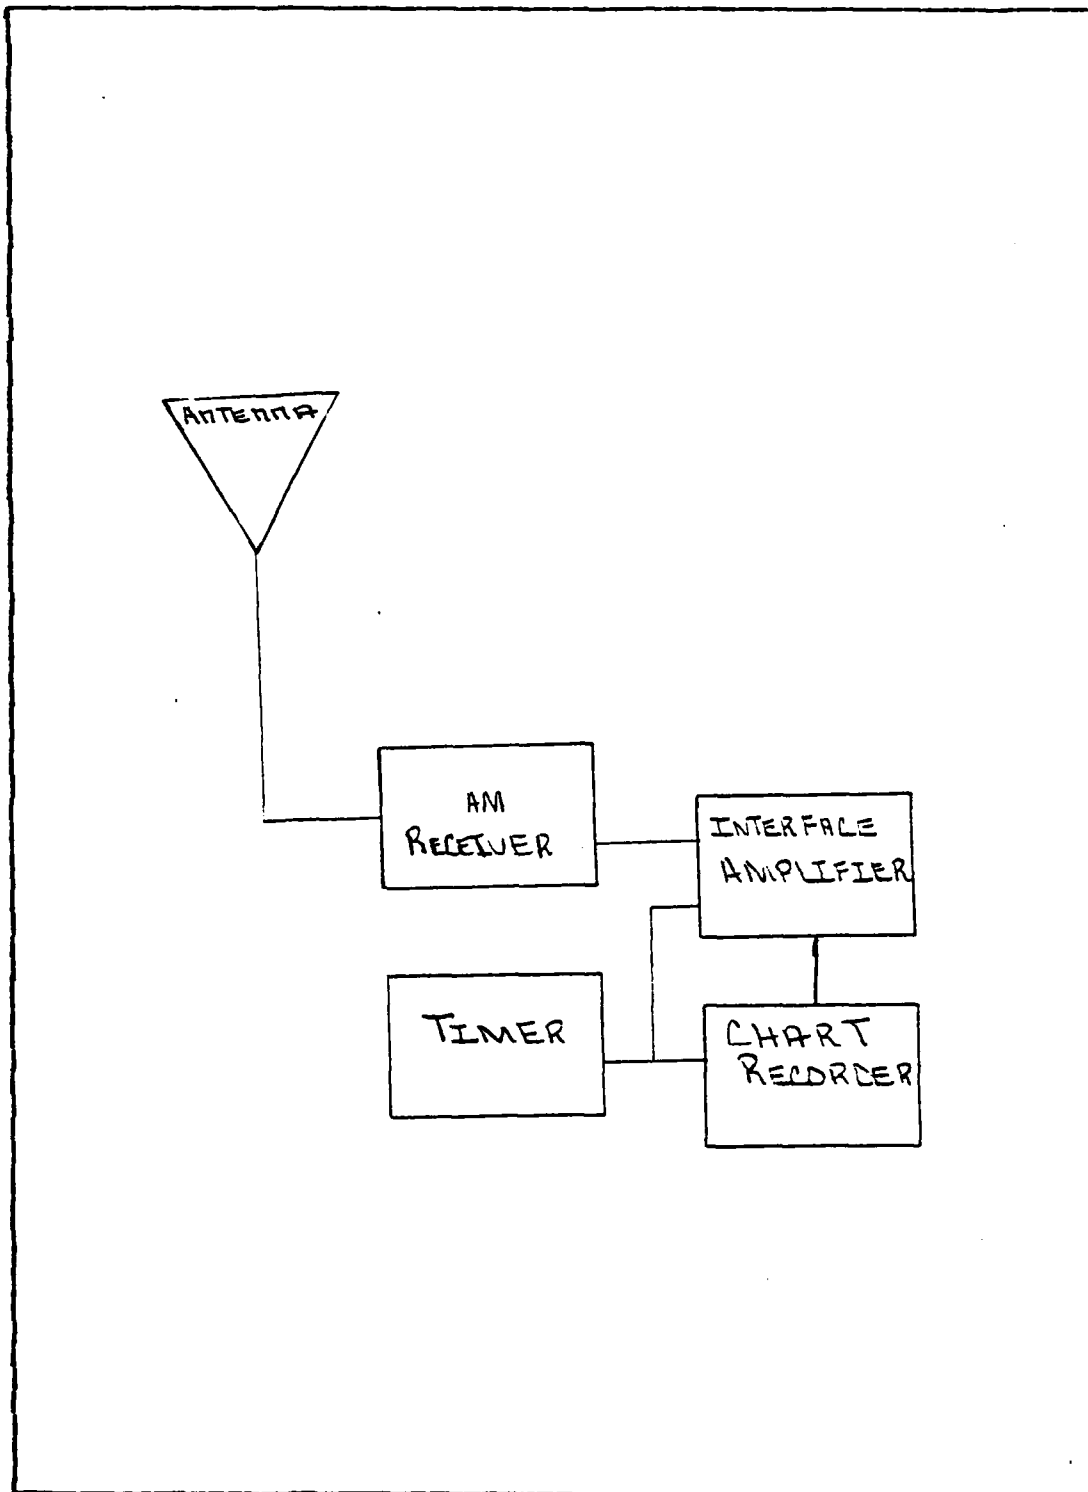 ANTENNA
AM
RECEIVER
INTERFACE
AMPLIFIER
TIMER
CHART
RECORDER